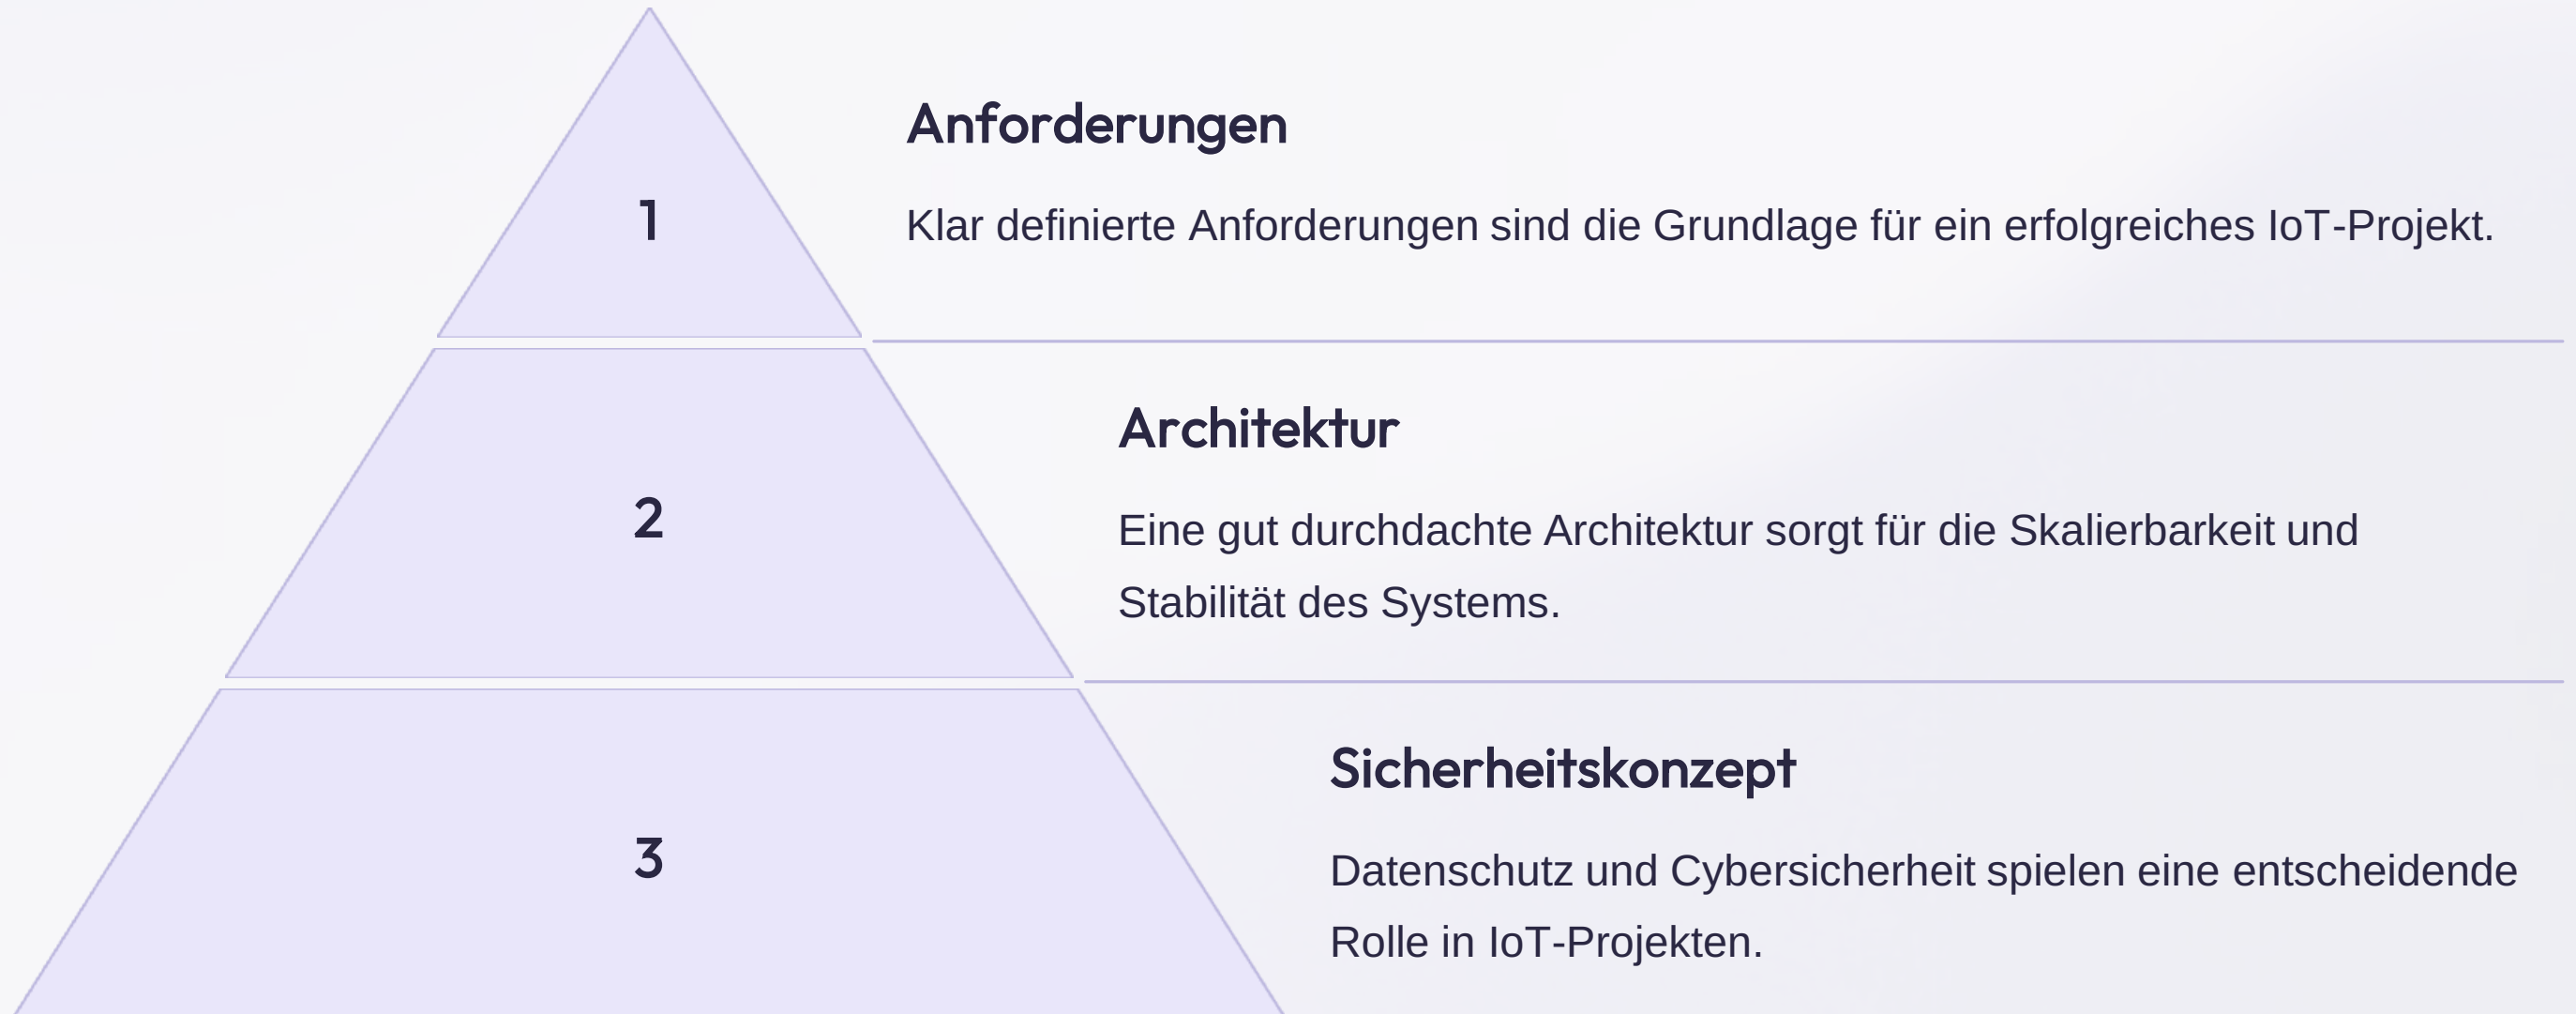 1
Anforderungen
Klar definierte Anforderungen sind die Grundlage für ein erfolgreiches IoT-Projekt.
2
Architektur
Eine gut durchdachte Architektur sorgt für die Skalierbarkeit und
Stabilität des Systems.
3
Sicherheitskonzept
Datenschutz und Cybersicherheit spielen eine entscheidende
Rolle in IoT-Projekten.